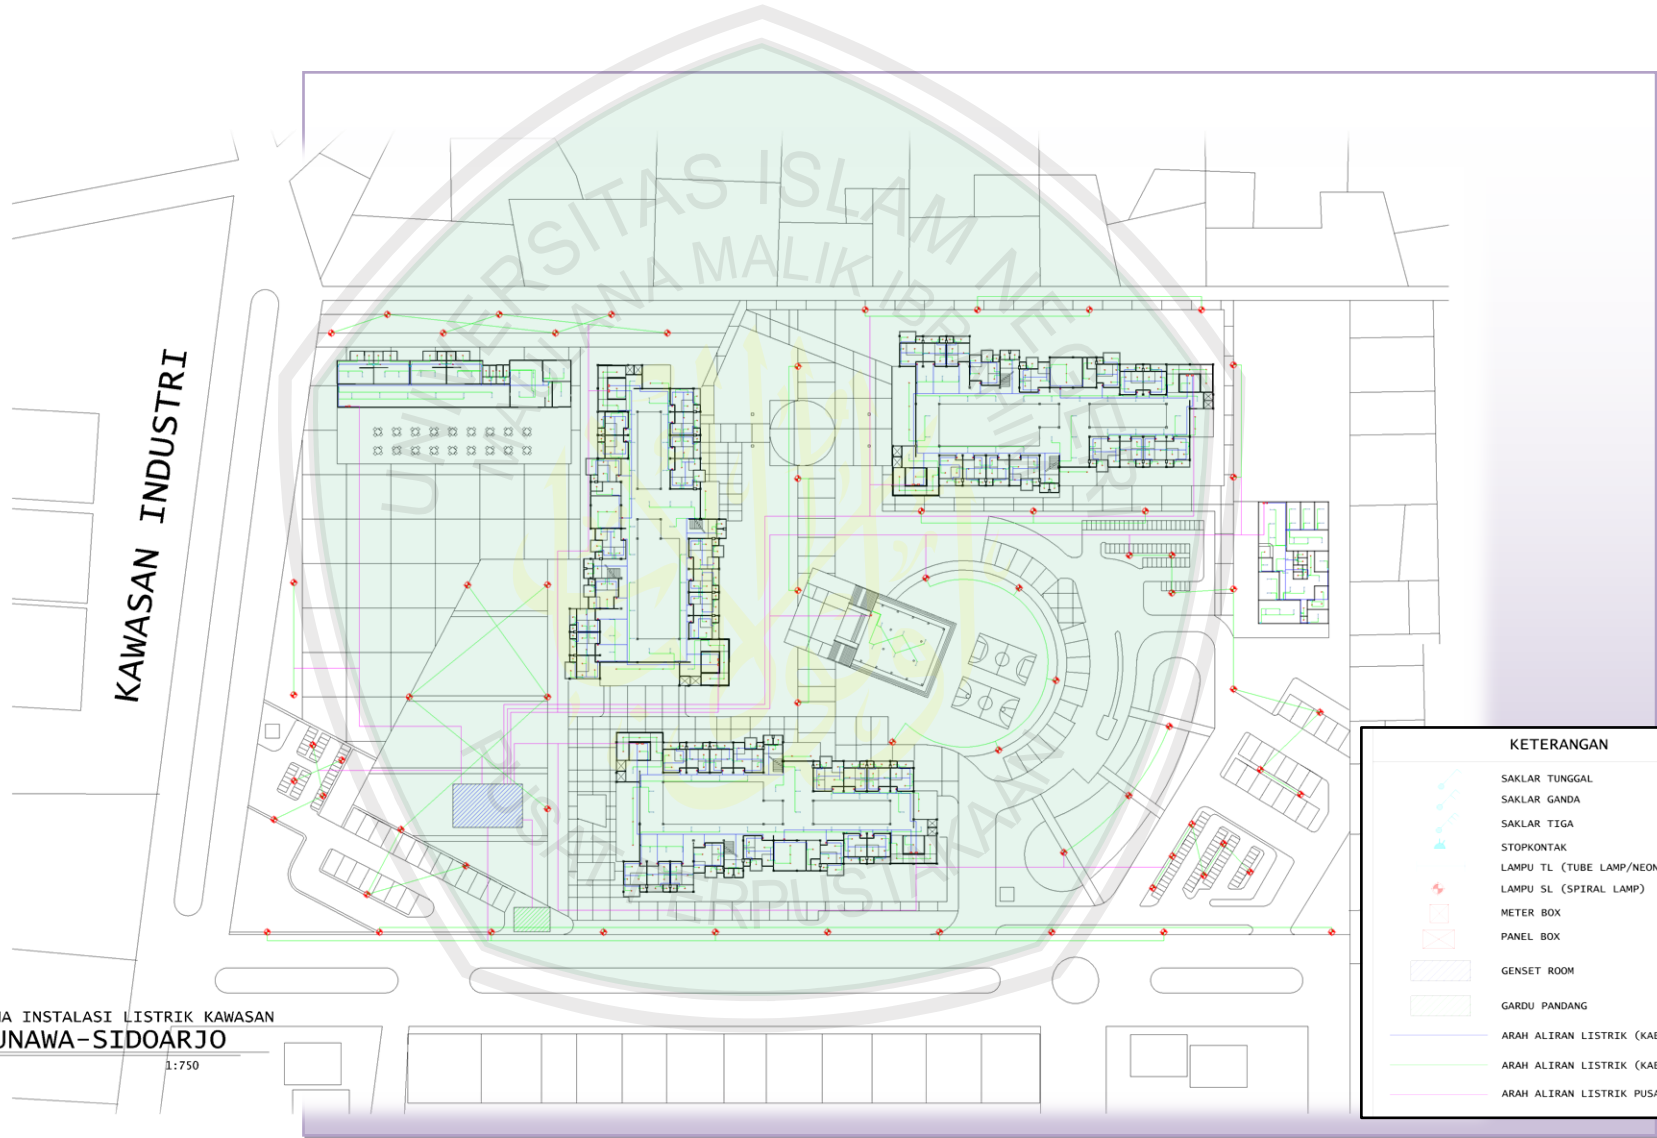 UNIVERSITAS ISLAM NEGERI
MAULANA MALIK IBRAHIM
KAWASAN INDUSTRI
PUSAT PERPUSTAKAAN
KETERANGAN
SAKLAR TUNGGAL
SAKLAR GANDA
SAKLAR TIGA
STOPKONTAK
LAMPU TL (TUBE LAMP/NEON
LAMPU SL (SPIRAL LAMP)
METER BOX
PANEL BOX
GENSET ROOM
GARDU PANDANG
ARAH ALIRAN LISTRIK (KAB
ARAH ALIRAN LISTRIK (KAB
ARAH ALIRAN LISTRIK PUSA
MA INSTALASI LISTRIK KAWASAN
UNAWA-SIDOARJO
1:750